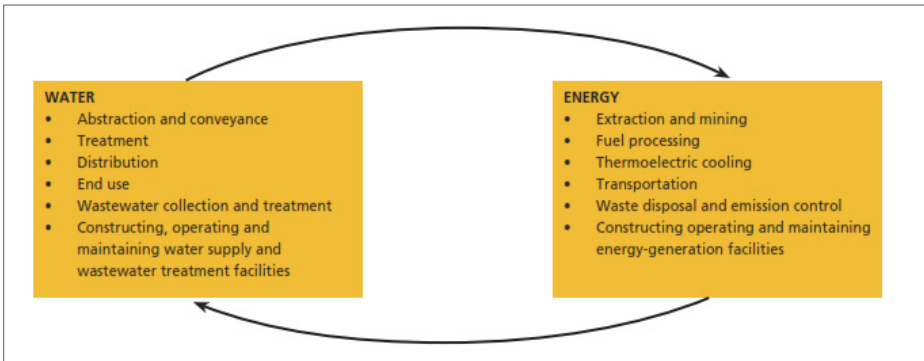 WATER
• Abstraction and conveyance
• Treatment
• Distribution
• End use
• Wastewater collection and treatment
• Constructing, operating and
maintaining water supply and
wastewater treatment facilities
ENERGY
• Extraction and mining
• Fuel processing
• Thermoelectric cooling
• Transportation
• Waste disposal and emission control
• Constructing operating and maintaining
energy-generation facilities